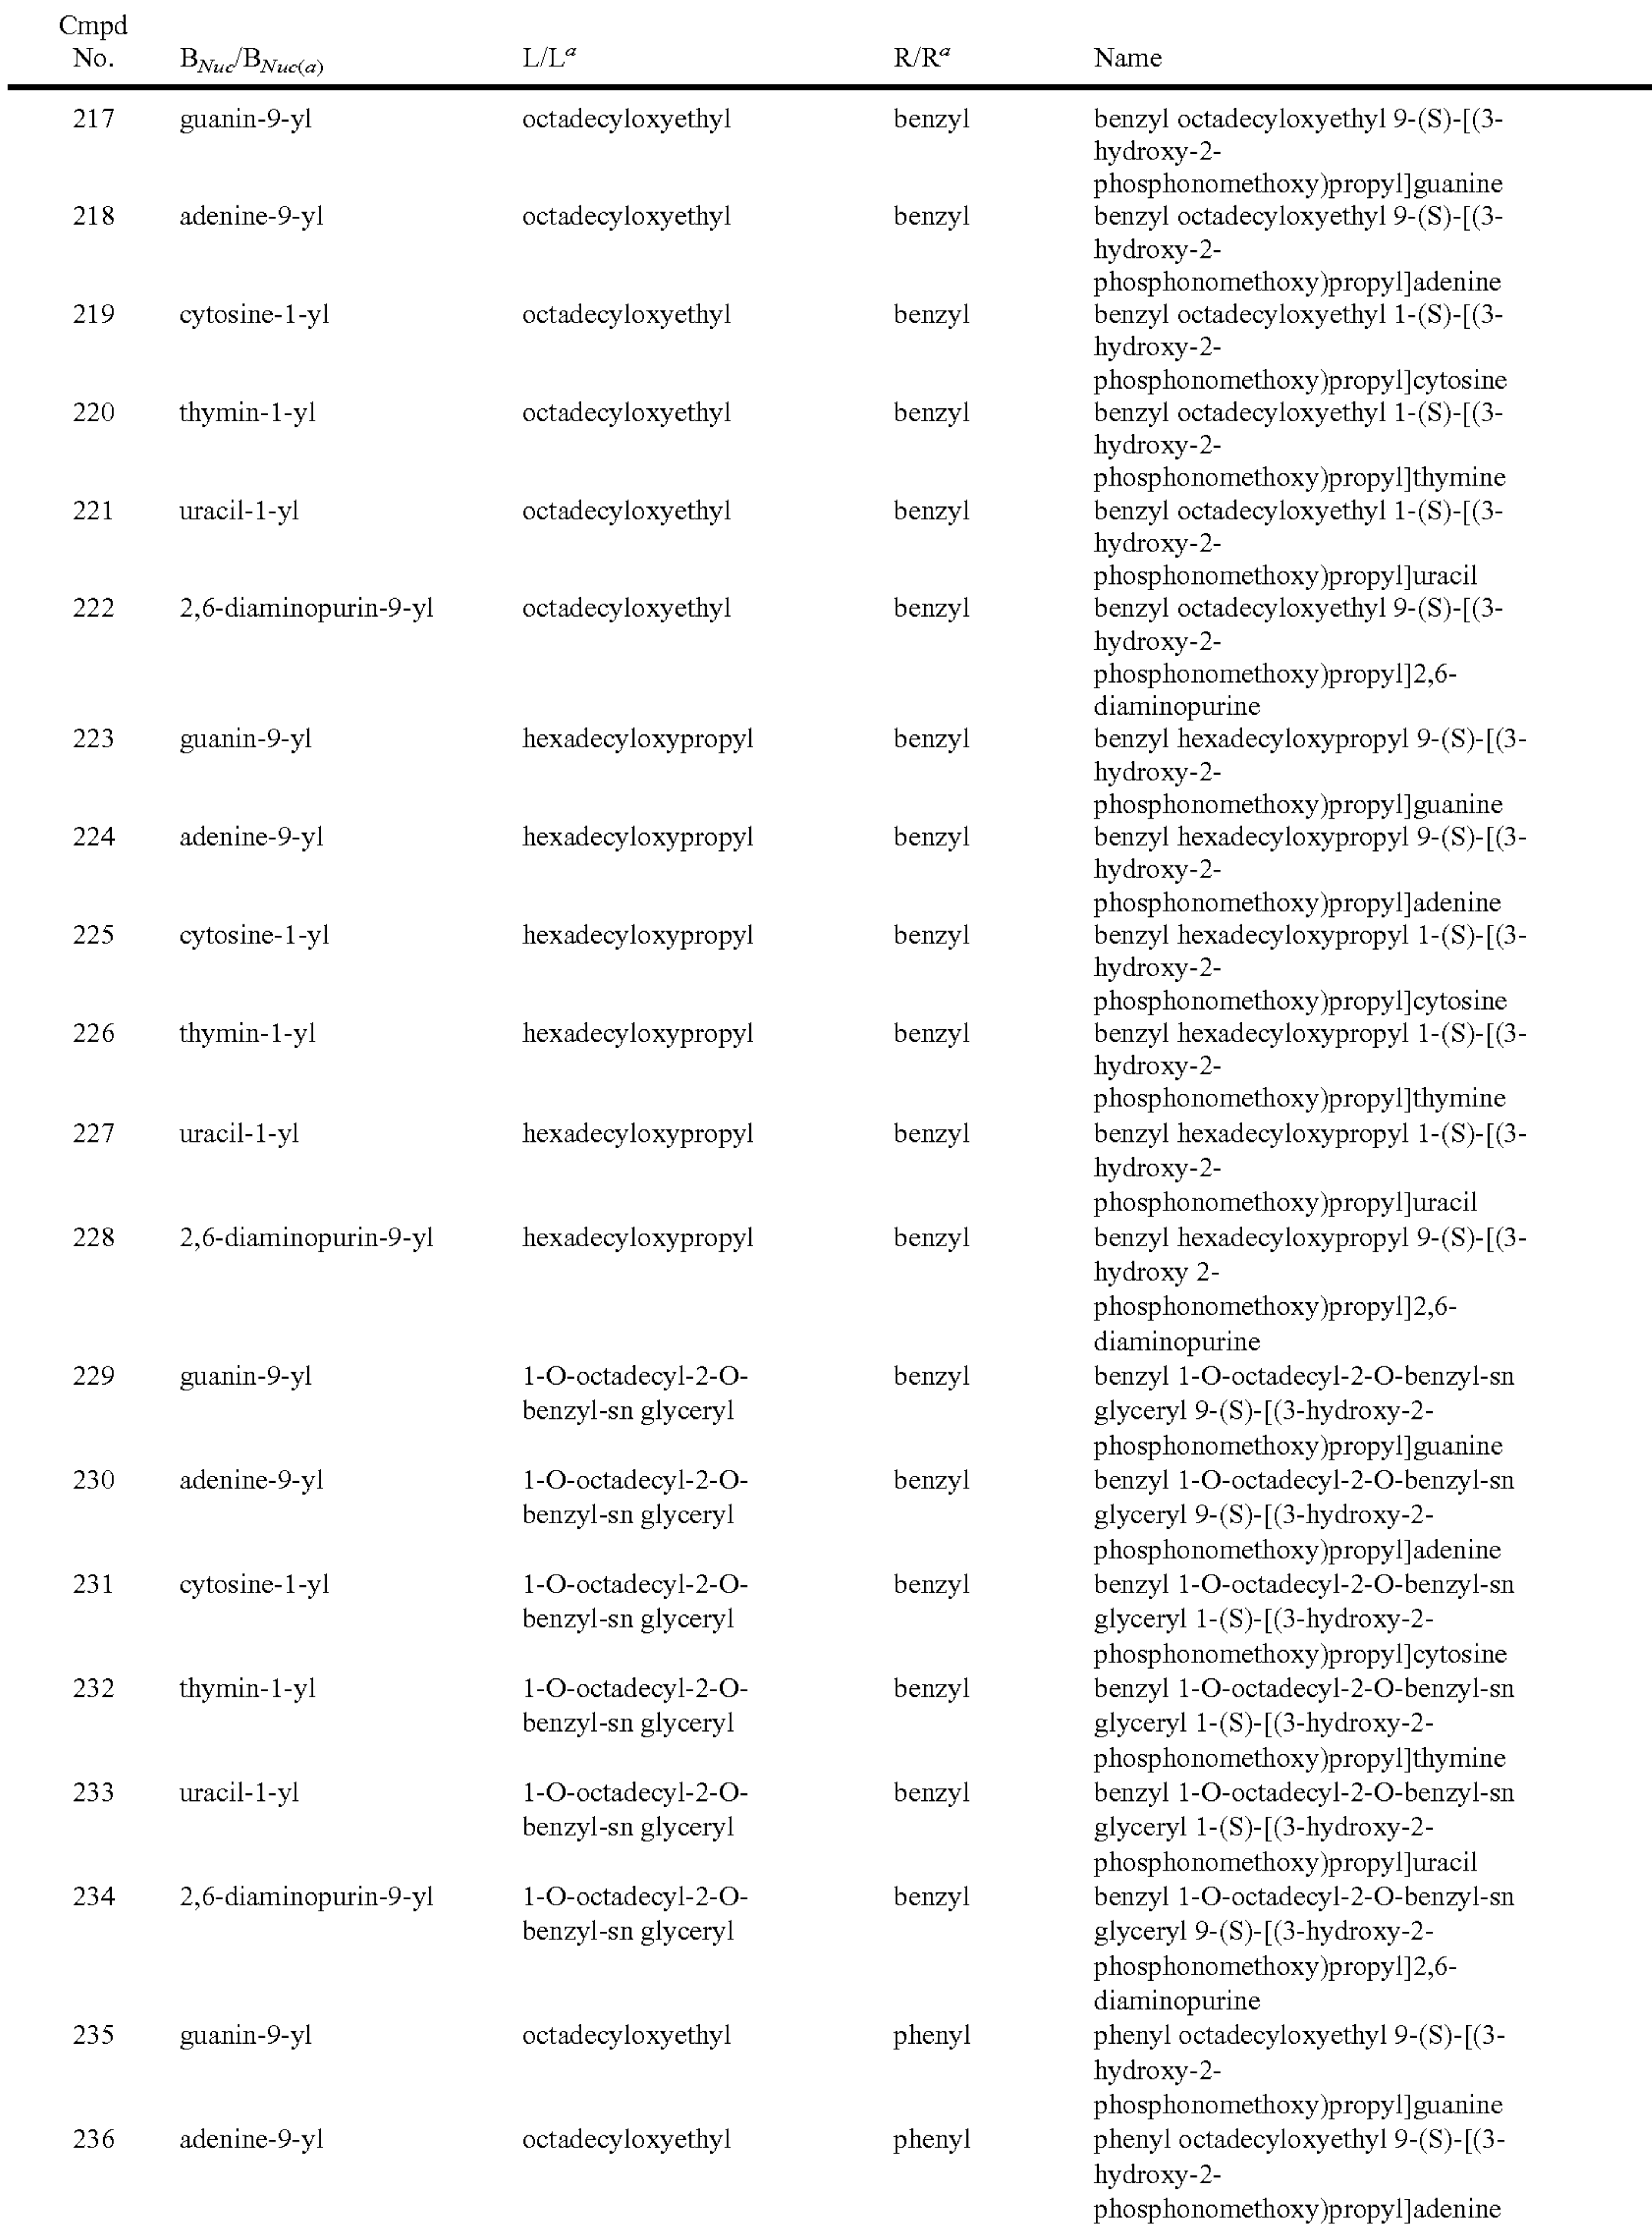 Cmpd
No. B_Nuc/B_Nuc(a) L/L^a R/R^a Name
217 guanin-9-yl octadecyloxyethyl benzyl benzyl octadecyloxyethyl 9-(S)-[(3-
hydroxy-2-
phosphonomethoxy)propyl]guanine
218 adenine-9-yl octadecyloxyethyl benzyl benzyl octadecyloxyethyl 9-(S)-[(3-
hydroxy-2-
phosphonomethoxy)propyl]adenine
219 cytosine-1-yl octadecyloxyethyl benzyl benzyl octadecyloxyethyl 1-(S)-[(3-
hydroxy-2-
phosphonomethoxy)propyl]cytosine
220 thymin-1-yl octadecyloxyethyl benzyl benzyl octadecyloxyethyl 1-(S)-[(3-
hydroxy-2-
phosphonomethoxy)propyl]thymine
221 uracil-1-yl octadecyloxyethyl benzyl benzyl octadecyloxyethyl 1-(S)-[(3-
hydroxy-2-
phosphonomethoxy)propyl]uracil
222 2,6-diaminopurin-9-yl octadecyloxyethyl benzyl benzyl octadecyloxyethyl 9-(S)-[(3-
hydroxy-2-
phosphonomethoxy)propyl]2,6-
diaminopurine
223 guanin-9-yl hexadecyloxypropyl benzyl benzyl hexadecyloxypropyl 9-(S)-[(3-
hydroxy-2-
phosphonomethoxy)propyl]guanine
224 adenine-9-yl hexadecyloxypropyl benzyl benzyl hexadecyloxypropyl 9-(S)-[(3-
hydroxy-2-
phosphonomethoxy)propyl]adenine
225 cytosine-1-yl hexadecyloxypropyl benzyl benzyl hexadecyloxypropyl 1-(S)-[(3-
hydroxy-2-
phosphonomethoxy)propyl]cytosine
226 thymin-1-yl hexadecyloxypropyl benzyl benzyl hexadecyloxypropyl 1-(S)-[(3-
hydroxy-2-
phosphonomethoxy)propyl]thymine
227 uracil-1-yl hexadecyloxypropyl benzyl benzyl hexadecyloxypropyl 1-(S)-[(3-
hydroxy-2-
phosphonomethoxy)propyl]uracil
228 2,6-diaminopurin-9-yl hexadecyloxypropyl benzyl benzyl hexadecyloxypropyl 9-(S)-[(3-
hydroxy 2-
phosphonomethoxy)propyl]2,6-
diaminopurine
229 guanin-9-yl 1-O-octadecyl-2-O- benzyl benzyl 1-O-octadecyl-2-O-benzyl-sn
benzyl-sn glyceryl glyceryl 9-(S)-[(3-hydroxy-2-
phosphonomethoxy)propyl]guanine
230 adenine-9-yl 1-O-octadecyl-2-O- benzyl benzyl 1-O-octadecyl-2-O-benzyl-sn
benzyl-sn glyceryl glyceryl 9-(S)-[(3-hydroxy-2-
phosphonomethoxy)propyl]adenine
231 cytosine-1-yl 1-O-octadecyl-2-O- benzyl benzyl 1-O-octadecyl-2-O-benzyl-sn
benzyl-sn glyceryl glyceryl 1-(S)-[(3-hydroxy-2-
phosphonomethoxy)propyl]cytosine
232 thymin-1-yl 1-O-octadecyl-2-O- benzyl benzyl 1-O-octadecyl-2-O-benzyl-sn
benzyl-sn glyceryl glyceryl 1-(S)-[(3-hydroxy-2-
phosphonomethoxy)propyl]thymine
233 uracil-1-yl 1-O-octadecyl-2-O- benzyl benzyl 1-O-octadecyl-2-O-benzyl-sn
benzyl-sn glyceryl glyceryl 1-(S)-[(3-hydroxy-2-
phosphonomethoxy)propyl]uracil
234 2,6-diaminopurin-9-yl 1-O-octadecyl-2-O- benzyl benzyl 1-O-octadecyl-2-O-benzyl-sn
benzyl-sn glyceryl glyceryl 9-(S)-[(3-hydroxy-2-
phosphonomethoxy)propyl]2,6-
diaminopurine
235 guanin-9-yl octadecyloxyethyl phenyl phenyl octadecyloxyethyl 9-(S)-[(3-
hydroxy-2-
phosphonomethoxy)propyl]guanine
236 adenine-9-yl octadecyloxyethyl phenyl phenyl octadecyloxyethyl 9-(S)-[(3-
hydroxy-2-
phosphonomethoxy)propyl]adenine